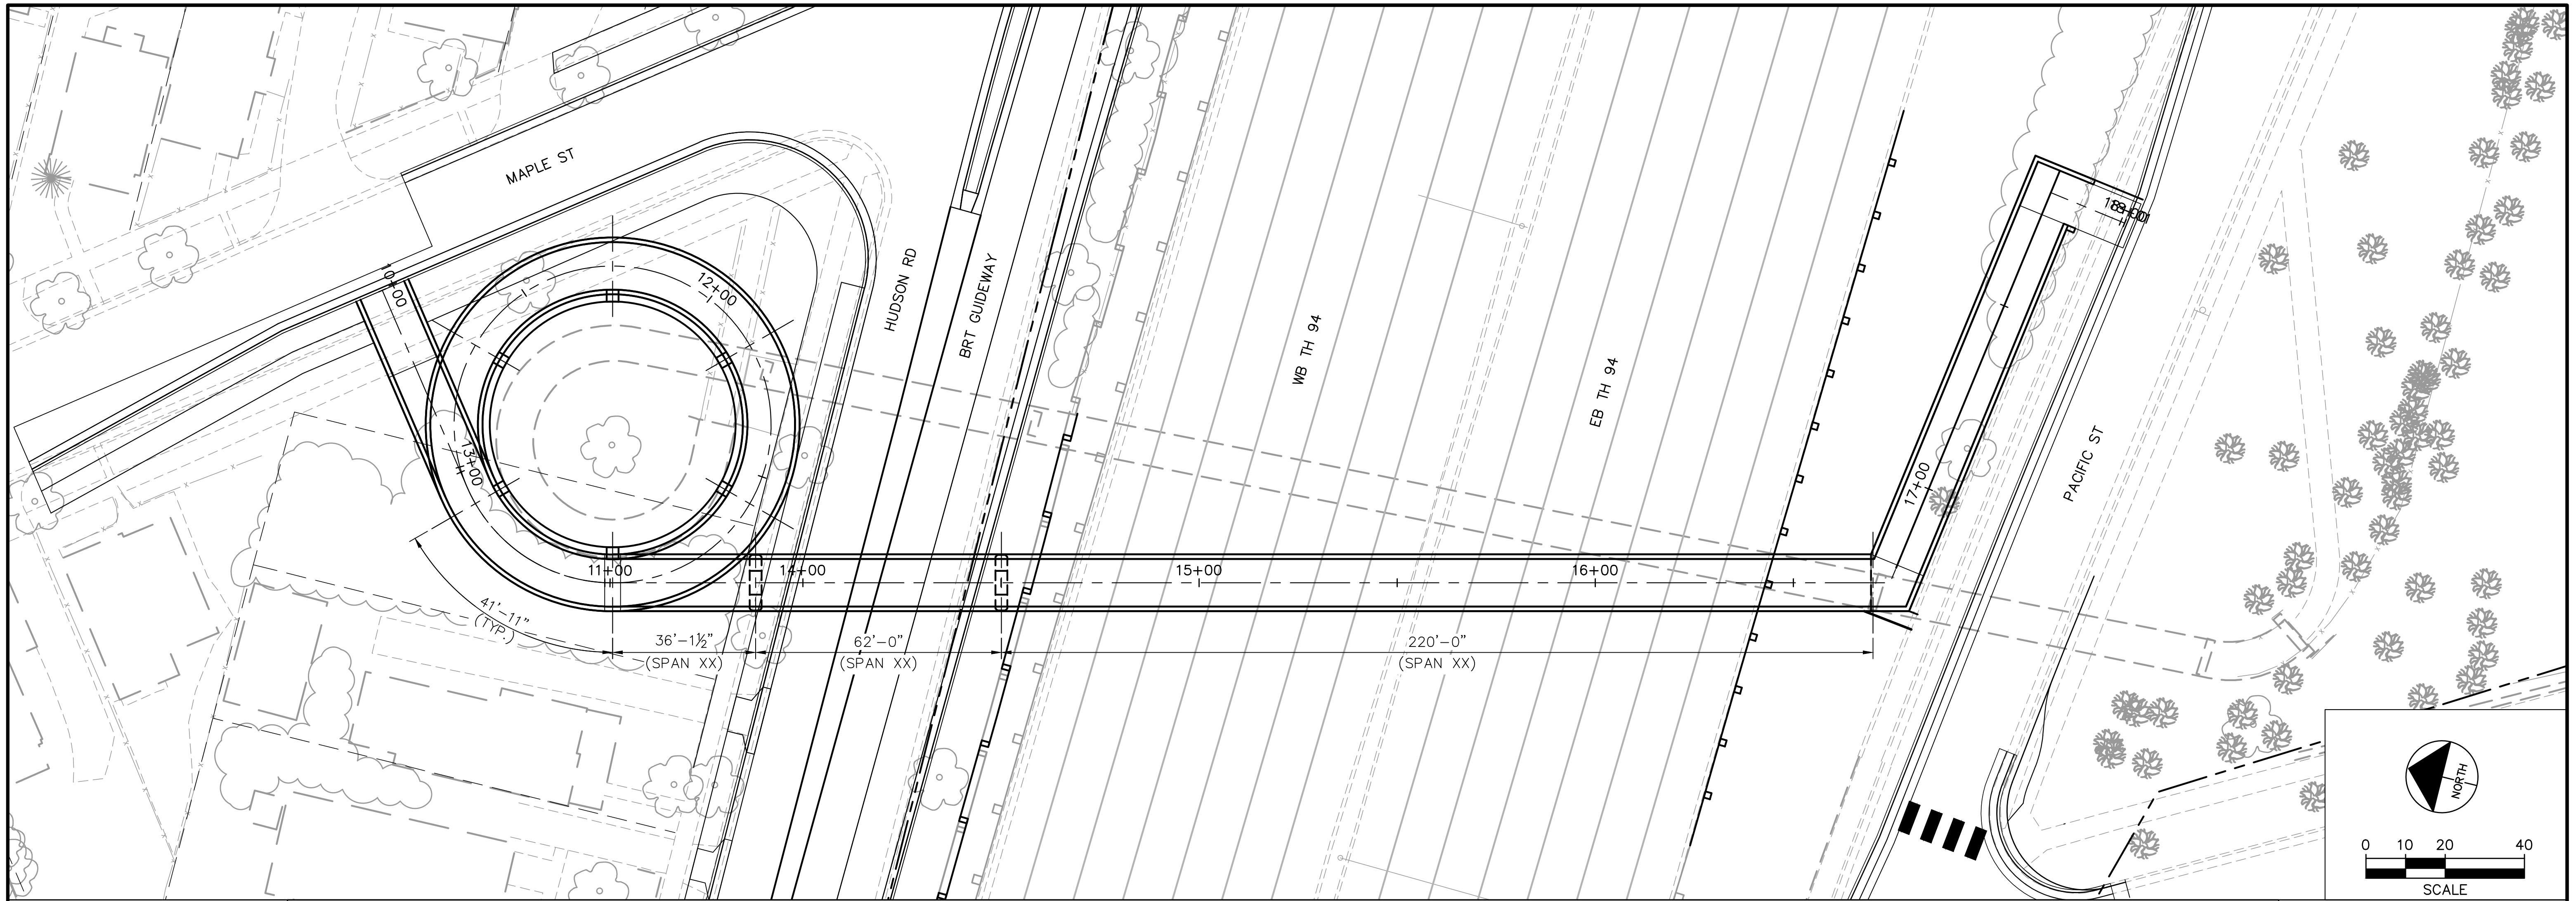 MAPLE ST
10+00
12+00
13+00
11+00
14+00
15+00
16+00
17+00
HUDSON RD
BRT GUIDEWAY
WB TH 94
EB TH 94
PACIFIC ST
41'-11"
(TYP.)
36'-1½"
(SPAN XX)
62'-0"
(SPAN XX)
220'-0"
(SPAN XX)
NORTH
0 10 20 40
SCALE